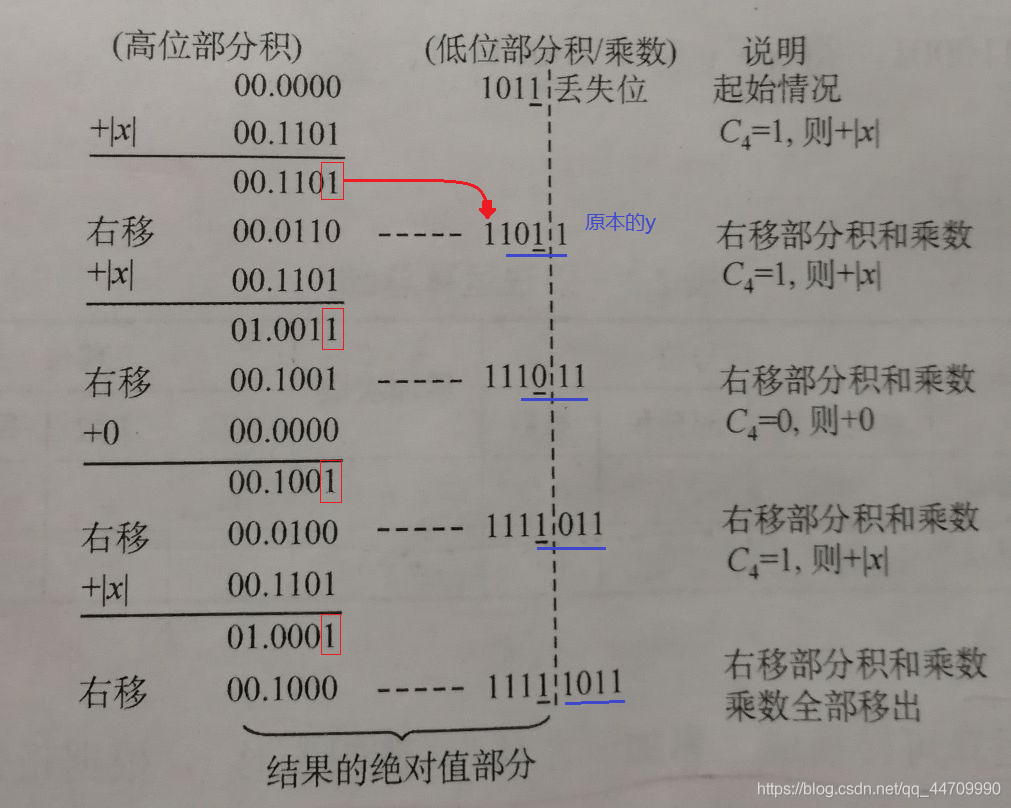 (高位部分积) (低位部分积/乘数) 说明
00.0000 1011 丢失位 起始情况
+|x| 00.1101 C₄=1, 则+|x|
00.1101
右移 00.0110 ----- 1101 1 原本的y 右移部分积和乘数
+|x| 00.1101 C₄=1, 则+|x|
01.0011
右移 00.1001 ----- 1110 11 右移部分积和乘数
+0 00.0000 C₄=0, 则+0
00.1001
右移 00.0100 ----- 1111 011 右移部分积和乘数
+|x| 00.1101 C₄=1, 则+|x|
01.0001
右移 00.1000 ----- 1111 1011 右移部分积和乘数
乘数全部移出
结果的绝对值部分
https://blog.csdn.net/qq_44709990